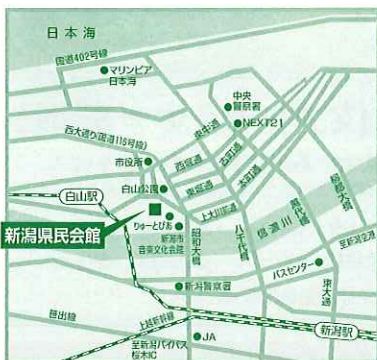 日本海
国道402号線
マリンピア
日本海
中央
警察署
NEXT21
西大通り(国道116号線)
東中通
市役所
西堀通
古町通
本町通
東堀通
白山公園
白山駅
上大川前通
新潟県民会館
りゅーとぴあ
新潟市
音楽文化会館
昭和大橋
八千代橋
信濃川
萬代橋
柳都大橋
至新潟空港
バスセンター
東大通
新潟警察署
笹出線
上越新幹線
新潟駅
JA
至新潟バイパス
桜木IC